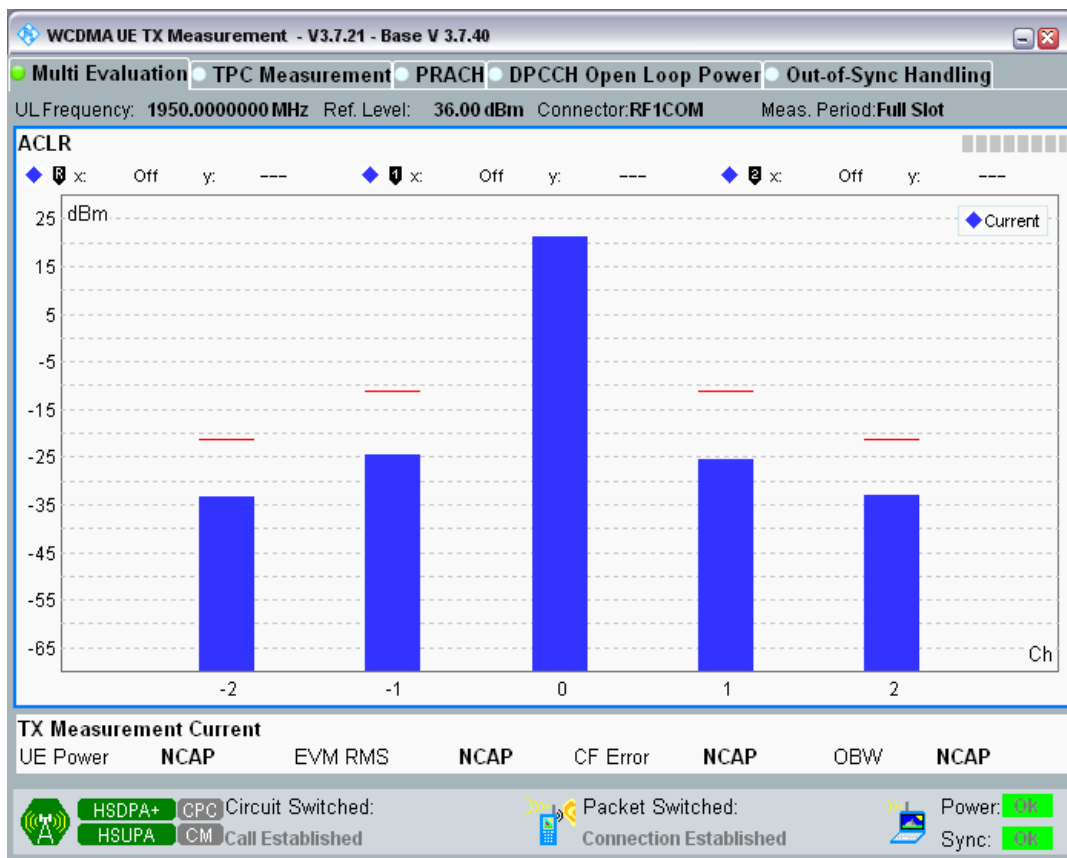 WCDMA UE TX Measurement - V3.7.21 - Base V 3.7.40
Multi Evaluation TPC Measurement PRACH DPCCH Open Loop Power Out-of-Sync Handling
UL Frequency: 1950.0000000 MHz Ref. Level: 36.00 dBm Connector:RF1COM Meas. Period:Full Slot
ACLR
R x: Off y: --- 1 x: Off y: --- 2 x: Off y: ---
dBm
Current
25
15
5
-5
-15
-25
-35
-45
-55
-65
Ch
-2 -1 0 1 2
TX Measurement Current
UE Power NCAP EVM RMS NCAP CF Error NCAP OBW NCAP
HSDPA+ CPC Circuit Switched: Packet Switched: Power: Ok
HSUPA CM Call Established Connection Established Sync: Ok